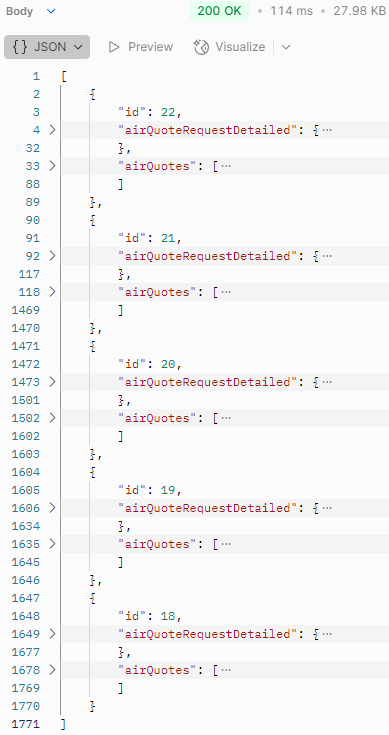 Body 200 OK • 114 ms • 27.98 KB
{} JSON Preview Visualize
1 [
2 {
3 "id": 22,
4 "airQuoteRequestDetailed": {⋯
32 },
33 "airQuotes": [⋯
88 ]
89 },
90 {
91 "id": 21,
92 "airQuoteRequestDetailed": {⋯
117 },
118 "airQuotes": [⋯
1469 ]
1470 },
1471 {
1472 "id": 20,
1473 "airQuoteRequestDetailed": {⋯
1501 },
1502 "airQuotes": [⋯
1602 ]
1603 },
1604 {
1605 "id": 19,
1606 "airQuoteRequestDetailed": {⋯
1634 },
1635 "airQuotes": [⋯
1645 ]
1646 },
1647 {
1648 "id": 18,
1649 "airQuoteRequestDetailed": {⋯
1677 },
1678 "airQuotes": [⋯
1769 ]
1770 }
1771 ]